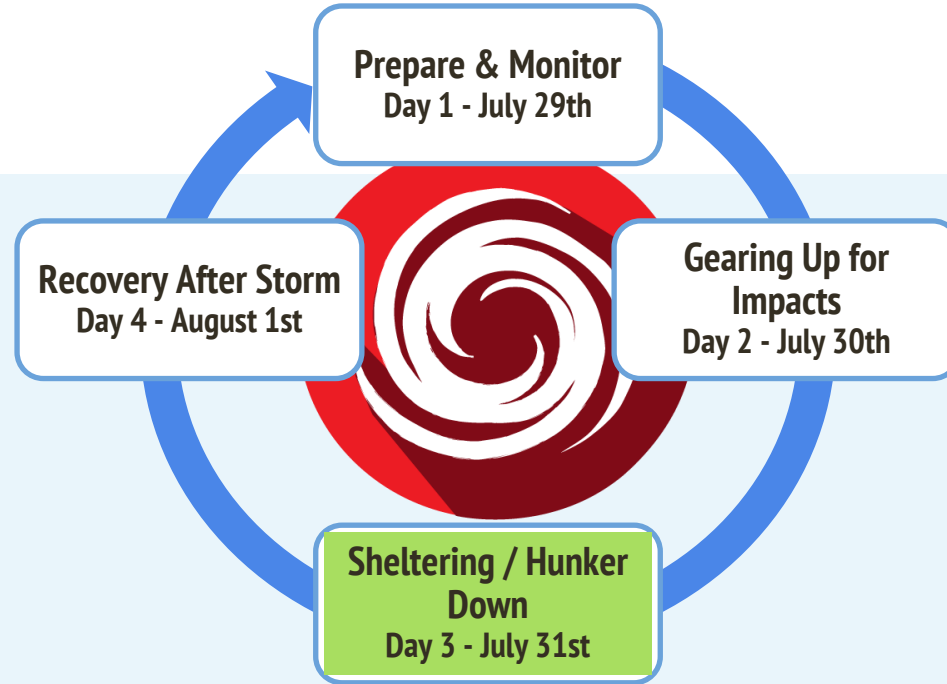 Prepare & Monitor
Day 1 - July 29th
Gearing Up for
Impacts
Day 2 - July 30th
Sheltering / Hunker
Down
Day 3 - July 31st
Recovery After Storm
Day 4 - August 1st